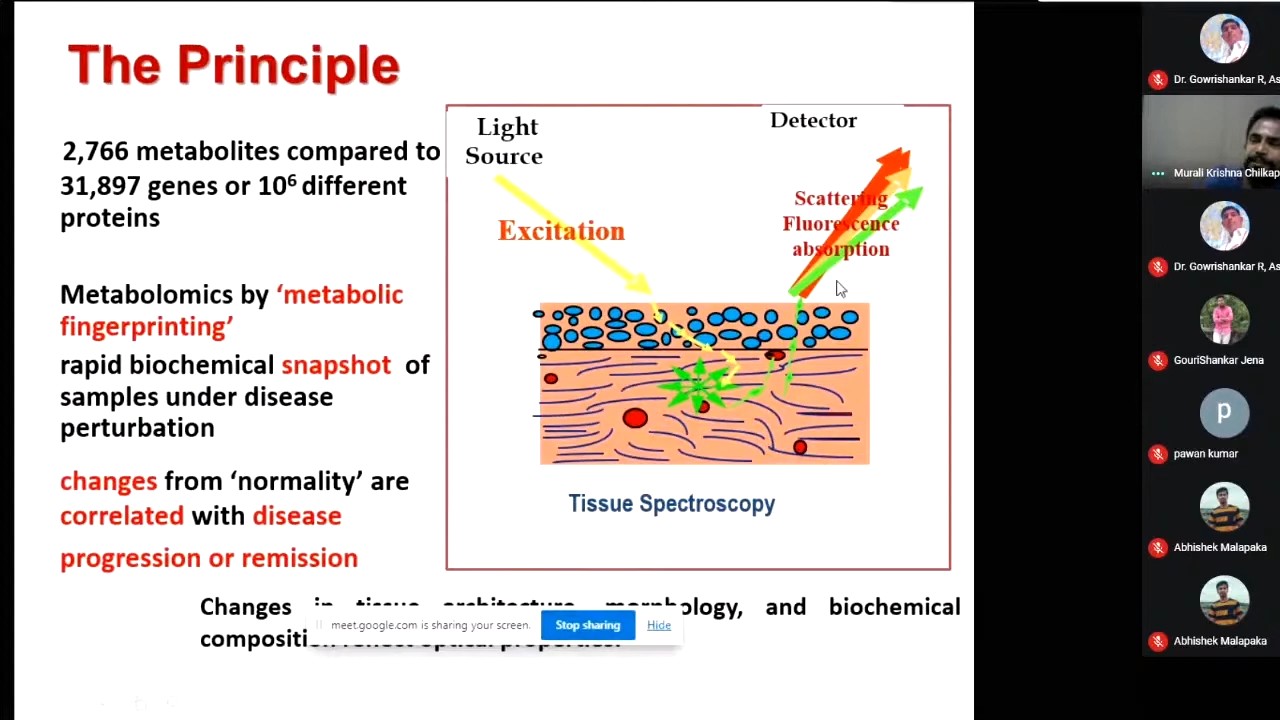 The Principle
2,766 metabolites compared to
31,897 genes or 10⁶ different
proteins
Metabolomics by ‘metabolic
fingerprinting’
rapid biochemical snapshot of
samples under disease
perturbation
changes from ‘normality’ are
correlated with disease
progression or remission
Light
Source
Detector
Excitation
Scattering
Fluorescence
absorption
Tissue Spectroscopy
Changes in tissue architecture, morphology, and biochemical
composition reflect optical properties.
meet.google.com is sharing your screen.
Stop sharing
Hide
Dr. Gowrishankar R, As
Murali Krishna Chilkap
Dr. Gowrishankar R, As
GouriShankar Jena
p
pawan kumar
Abhishek Malapaka
Abhishek Malapaka